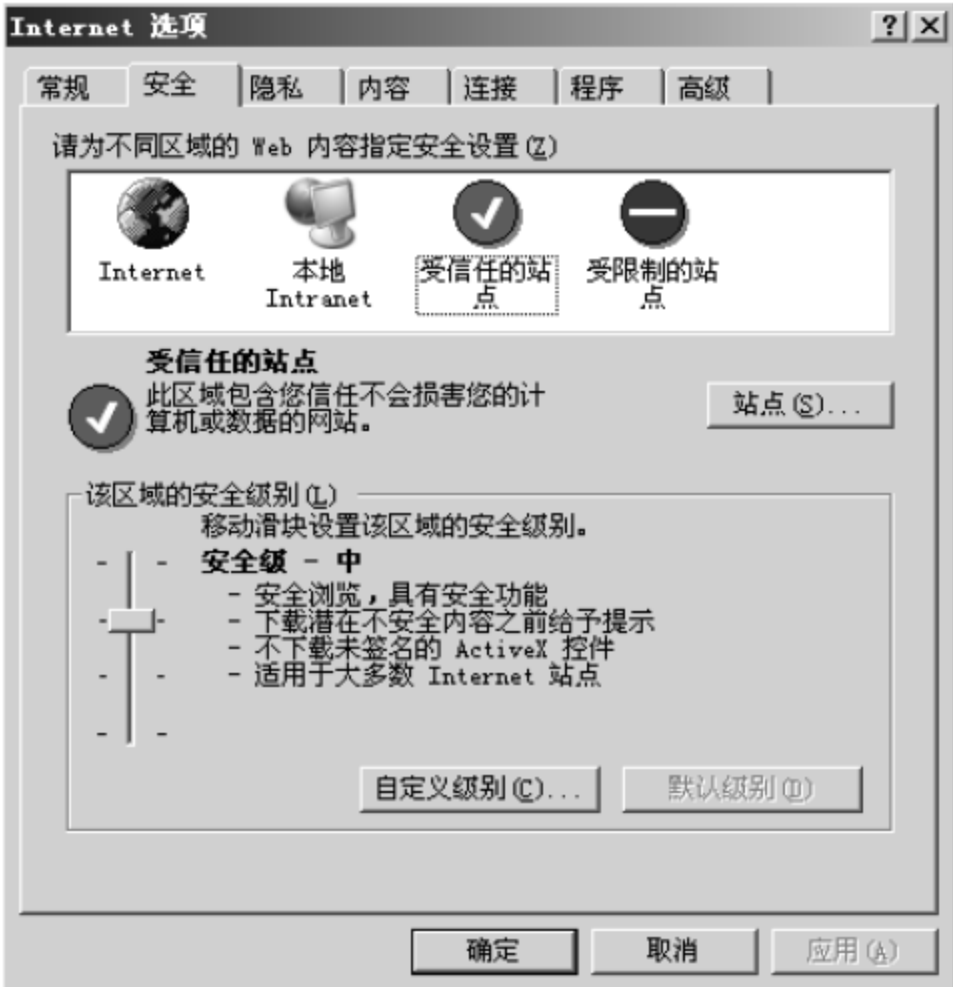 Internet 选项
常规 安全 隐私 内容 连接 程序 高级
请为不同区域的 Web 内容指定安全设置(Z)
Internet
本地
Intranet
受信任的站
点
受限制的站
点
受信任的站点
此区域包含您信任不会损害您的计
算机或数据的网站。
站点(S)...
该区域的安全级别(L)
移动滑块设置该区域的安全级别。
安全级 - 中
- 安全浏览，具有安全功能
- 下载潜在不安全内容之前给予提示
- 不下载未签名的 ActiveX 控件
- 适用于大多数 Internet 站点
自定义级别(C)... 默认级别(D)
确定 取消 应用(A)